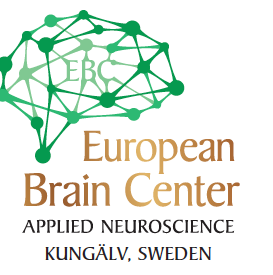 EBC
European
Brain Center
APPLIED NEUROSCIENCE
KUNGÄLV, SWEDEN